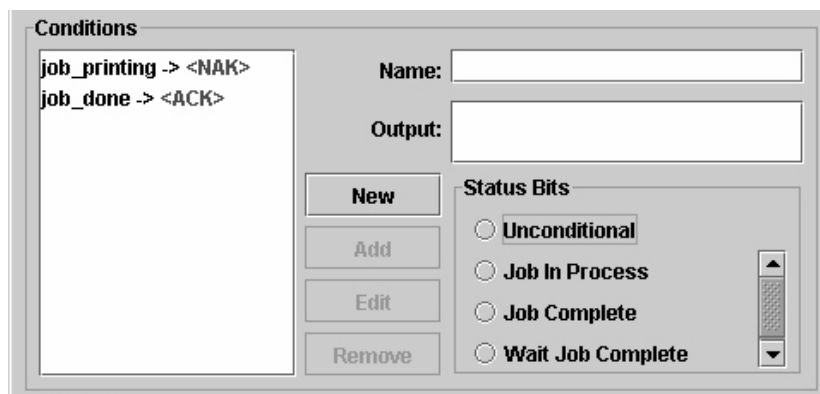 Conditions
job_printing -> <NAK>
job_done -> <ACK>
Name:
Output:
New
Add
Edit
Remove
Status Bits
Unconditional
Job In Process
Job Complete
Wait Job Complete